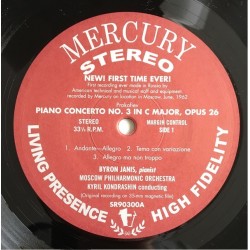 MERCURY
STEREO
NEW! FIRST TIME EVER!
First recordings ever made in Russia by
American technical and musical staff and equipment
recorded by Mercury on location in Moscow, June, 1962
Prokofiev
PIANO CONCERTO NO. 3 IN C MAJOR, OPUS 26
STEREO
MARGIN CONTROL
33⅓ R.P.M.
SIDE 1
1. Andante—Allegro 2. Tema con variazione
3. Allegro ma non troppo
BYRON JANIS, pianist
MOSCOW PHILHARMONIC ORCHESTRA
KYRIL KONDRASHIN conducting
(Original recording on 35mm magnetic film)
SR90300A
LIVING PRESENCE
HIGH FIDELITY